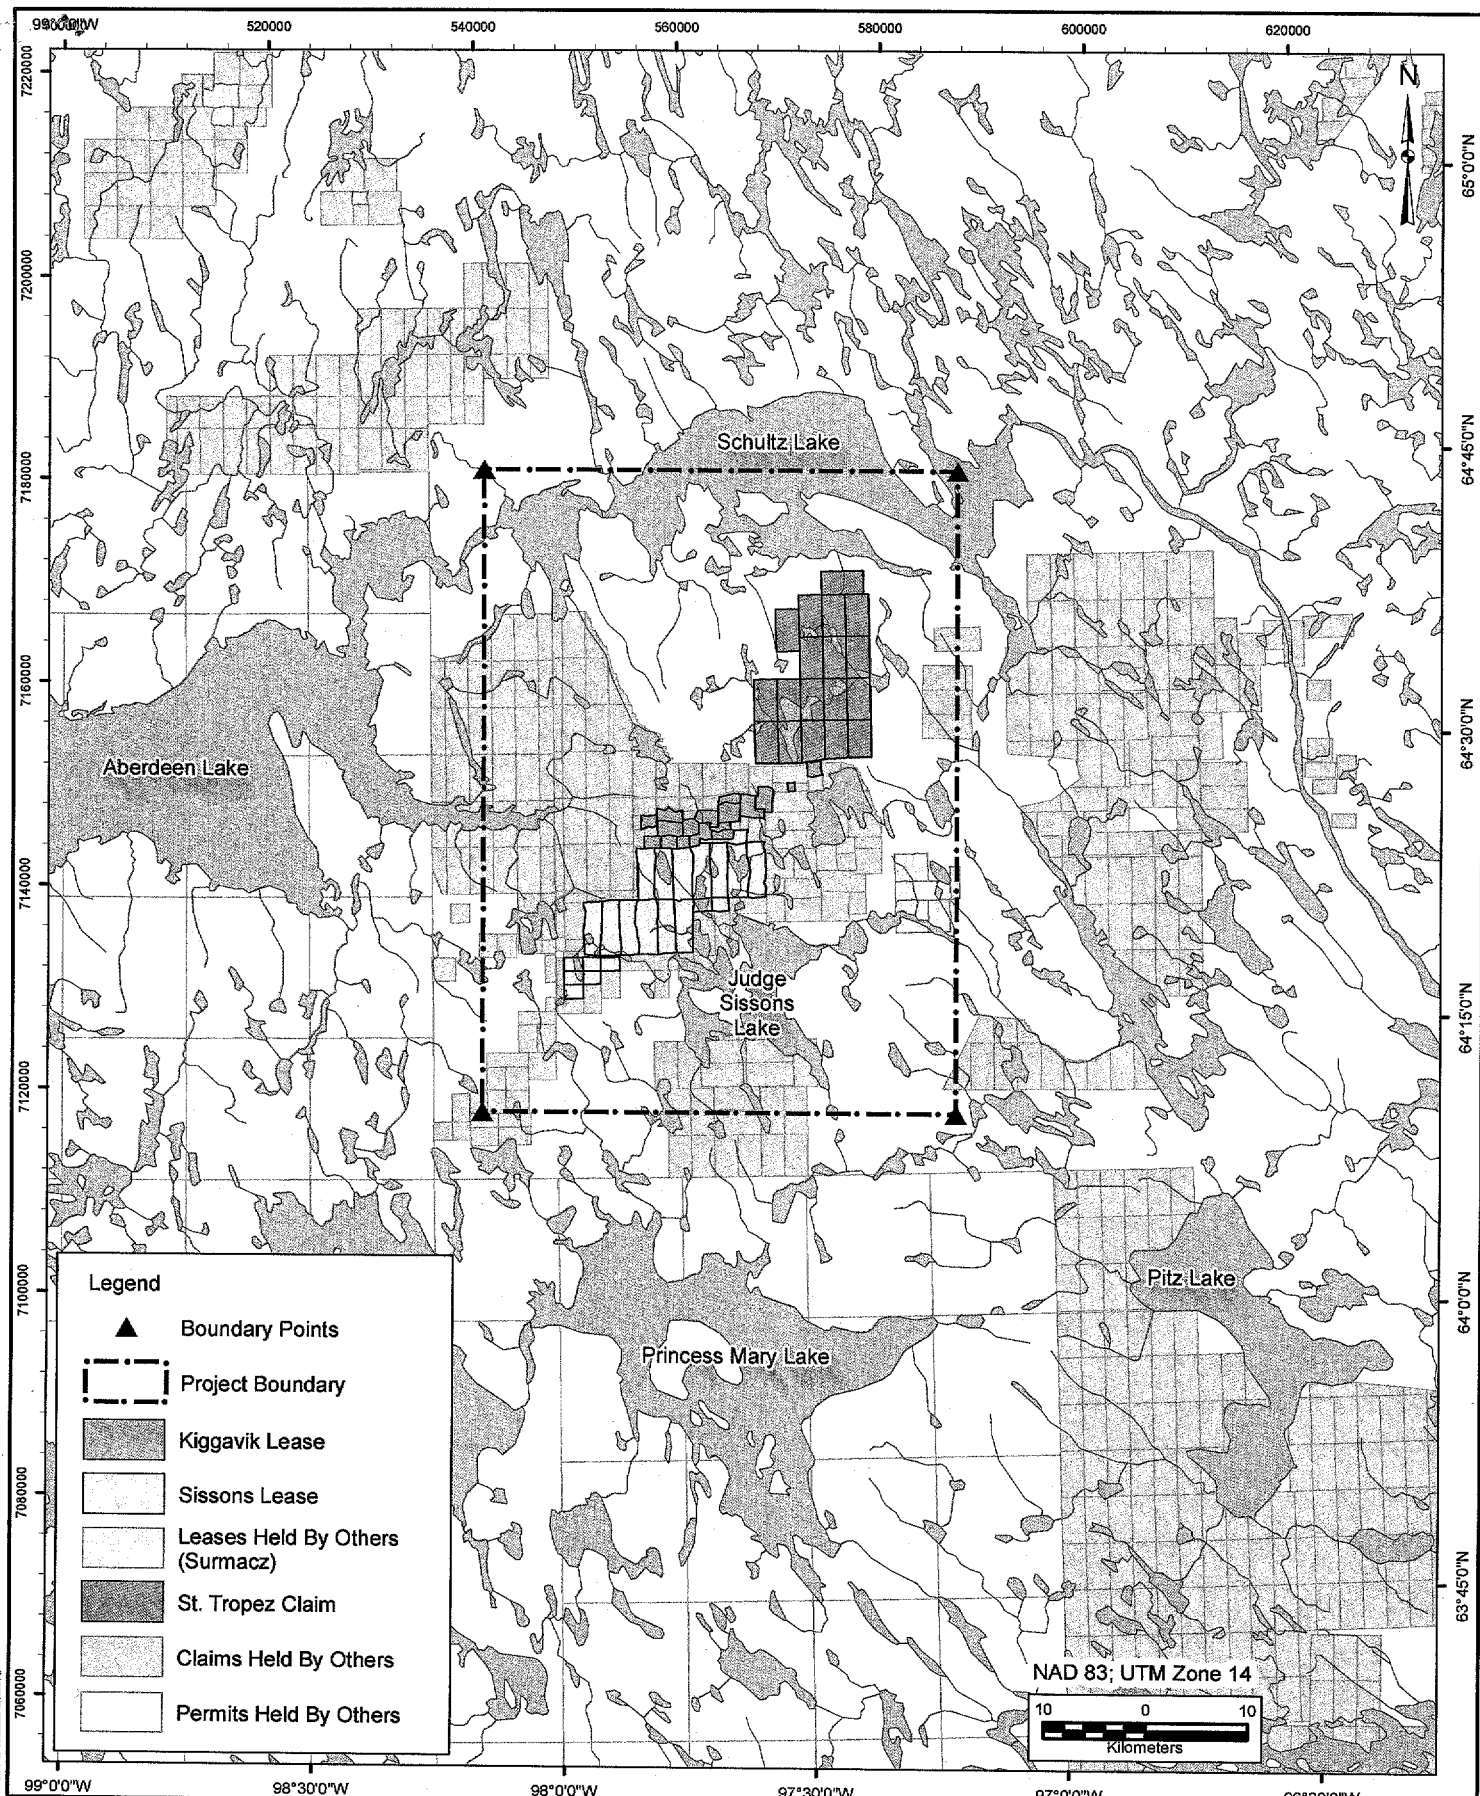 520000
540000
560000
580000
600000
620000
7220000
7200000
7180000
7160000
7140000
7120000
7100000
7080000
7060000
N
65°0'0"N
64°45'0"N
64°30'0"N
64°15'0"N
64°0'0"N
63°45'0"N
Schultz Lake
Aberdeen Lake
Judge
Sissons
Lake
Pitz Lake
Princess Mary Lake
Legend
Boundary Points
Project Boundary
Kiggavik Lease
Sissons Lease
Leases Held By Others
(Surmacz)
St. Tropez Claim
Claims Held By Others
Permits Held By Others
NAD 83; UTM Zone 14
10 0 10
Kilometers
99°0'0"W
98°30'0"W
98°0'0"W
97°30'0"W
97°0'0"W